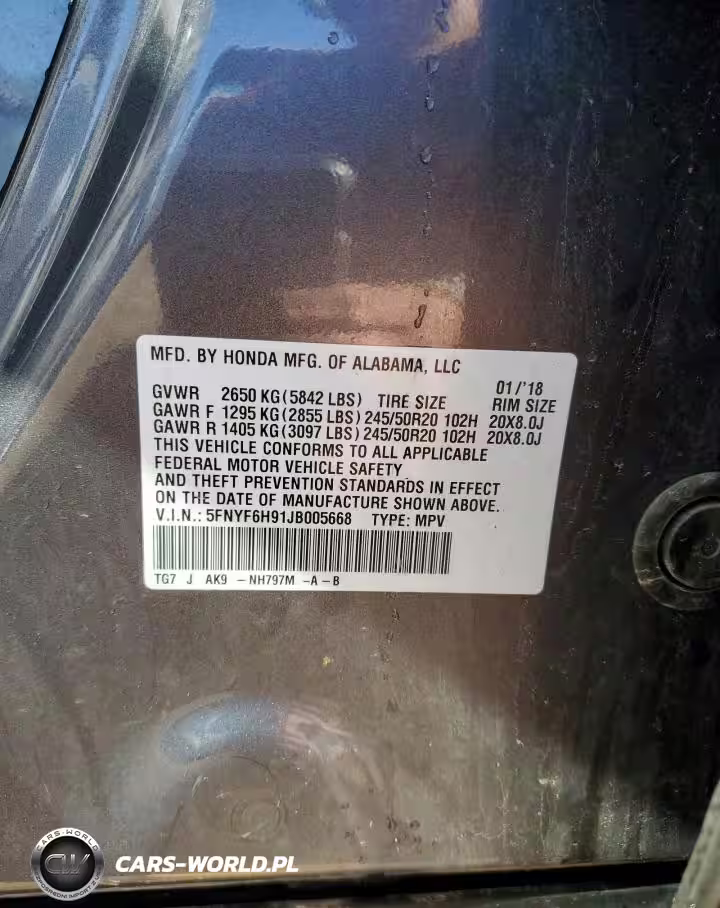 MFD. BY HONDA MFG. OF ALABAMA, LLC
01/'18
GVWR 2650 KG(5842 LBS) TIRE SIZE RIM SIZE
GAWR F 1295 KG(2855 LBS)245/50R20 102H 20X8.0J
GAWR R 1405 KG(3097 LBS)245/50R20 102H 20X8.0J
THIS VEHICLE CONFORMS TO ALL APPLICABLE
FEDERAL MOTOR VEHICLE SAFETY
AND THEFT PREVENTION STANDARDS IN EFFECT
ON THE DATE OF MANUFACTURE SHOWN ABOVE.
V.I.N.: 5FNYF6H91JB005668 TYPE: MPV
TG7 J AK9 -NH797M -A-B
CARS-WORLD
CW
CARS-WORLD.PL